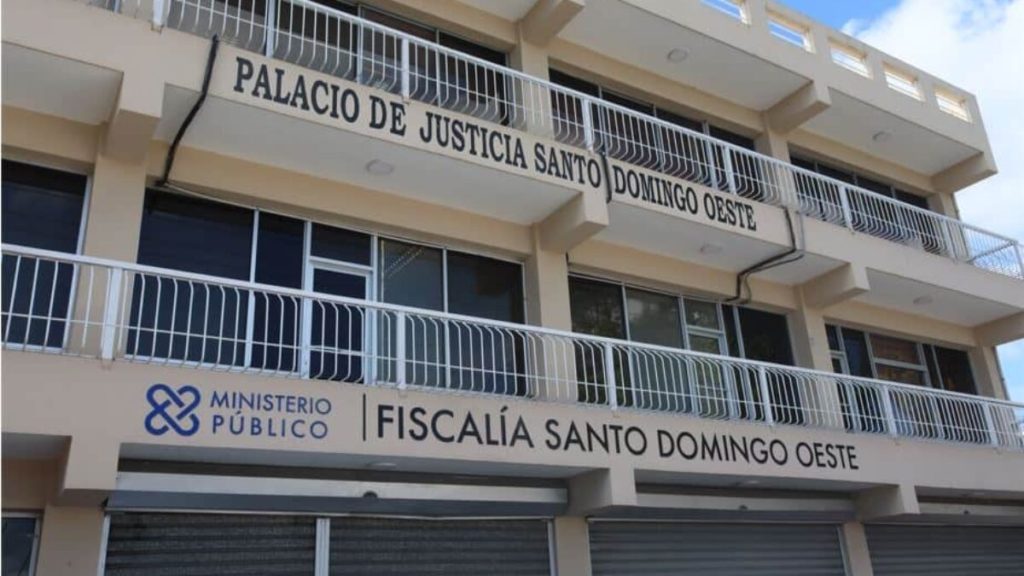 PALACIO DE JUSTICIA SANTO DOMINGO OESTE
MINISTERIO
PÚBLICO
FISCALÍA SANTO DOMINGO OESTE